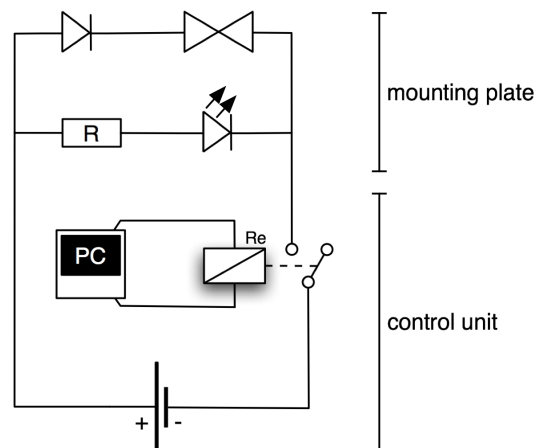 mounting plate
R
Re
PC
control unit
+ -